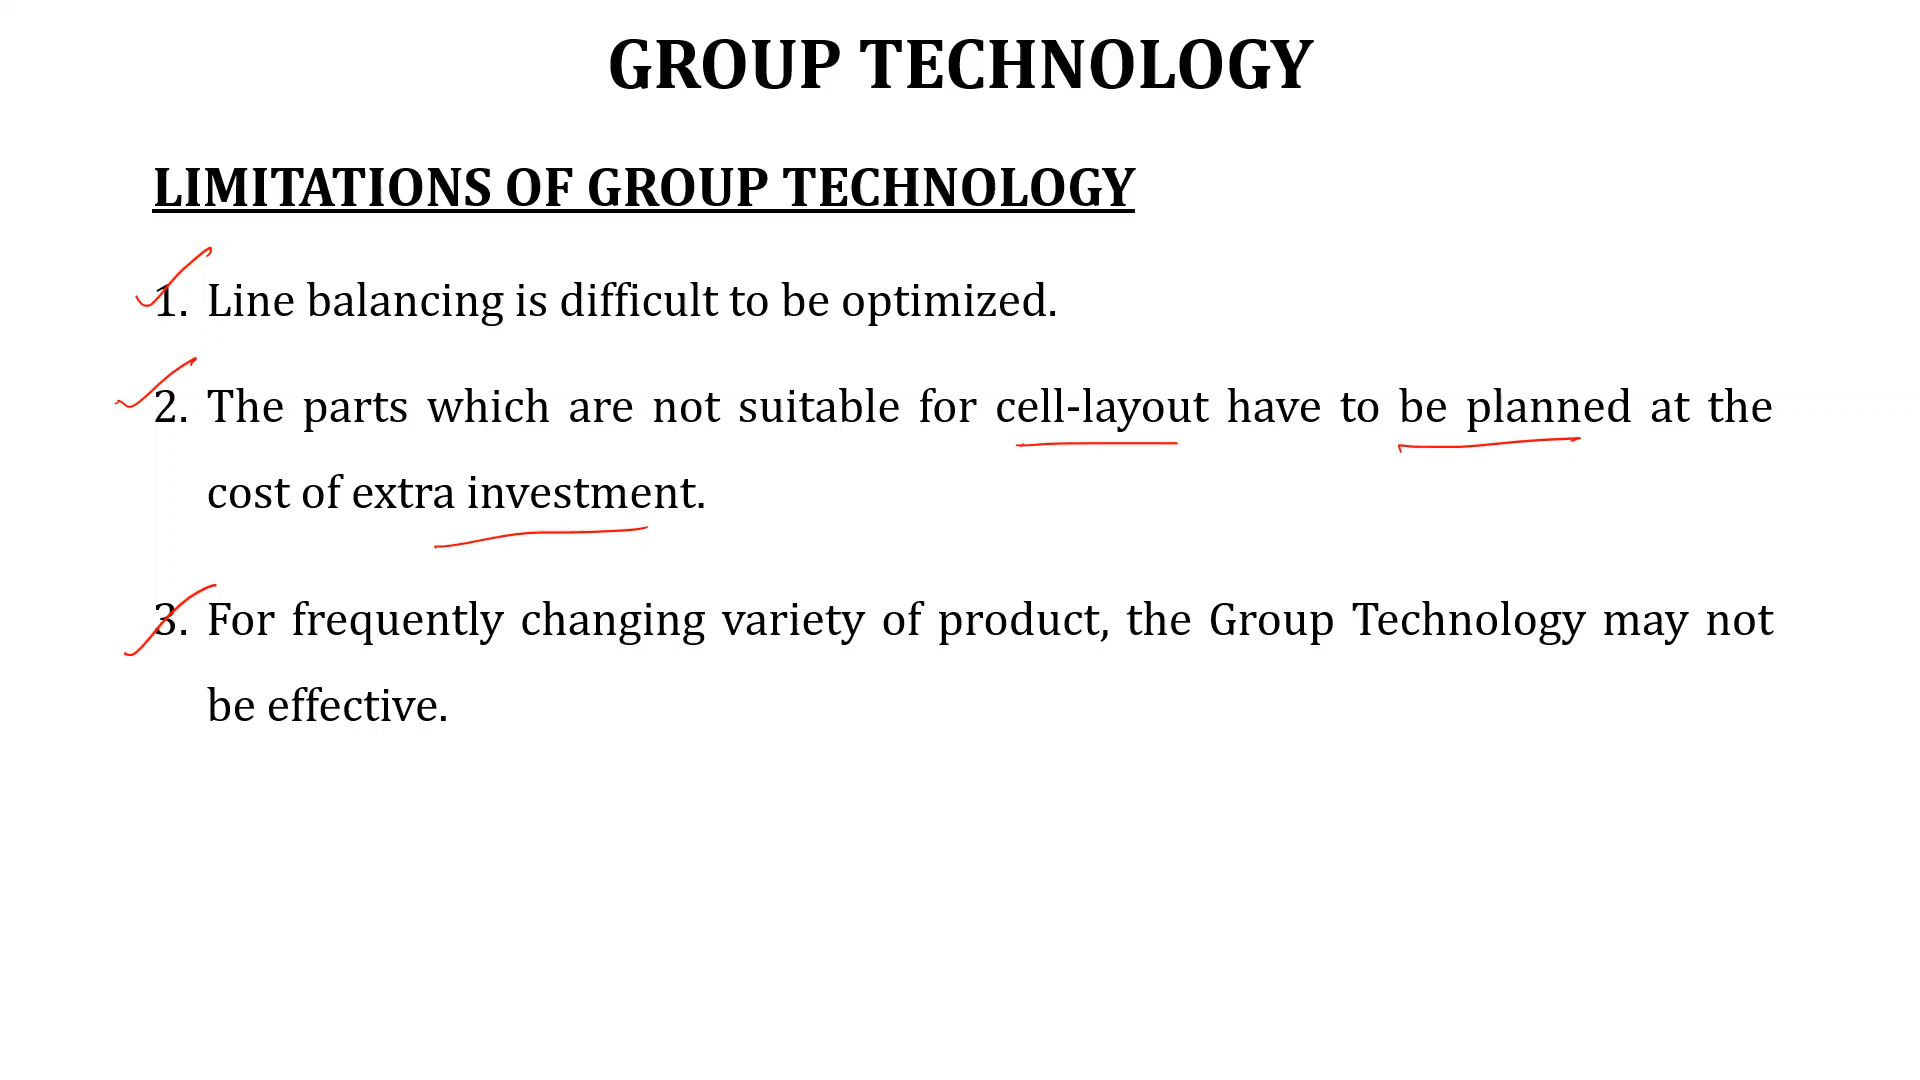 GROUP TECHNOLOGY
LIMITATIONS OF GROUP TECHNOLOGY
1. Line balancing is difficult to be optimized.
2. The parts which are not suitable for cell-layout have to be planned at the
cost of extra investment.
3. For frequently changing variety of product, the Group Technology may not
be effective.